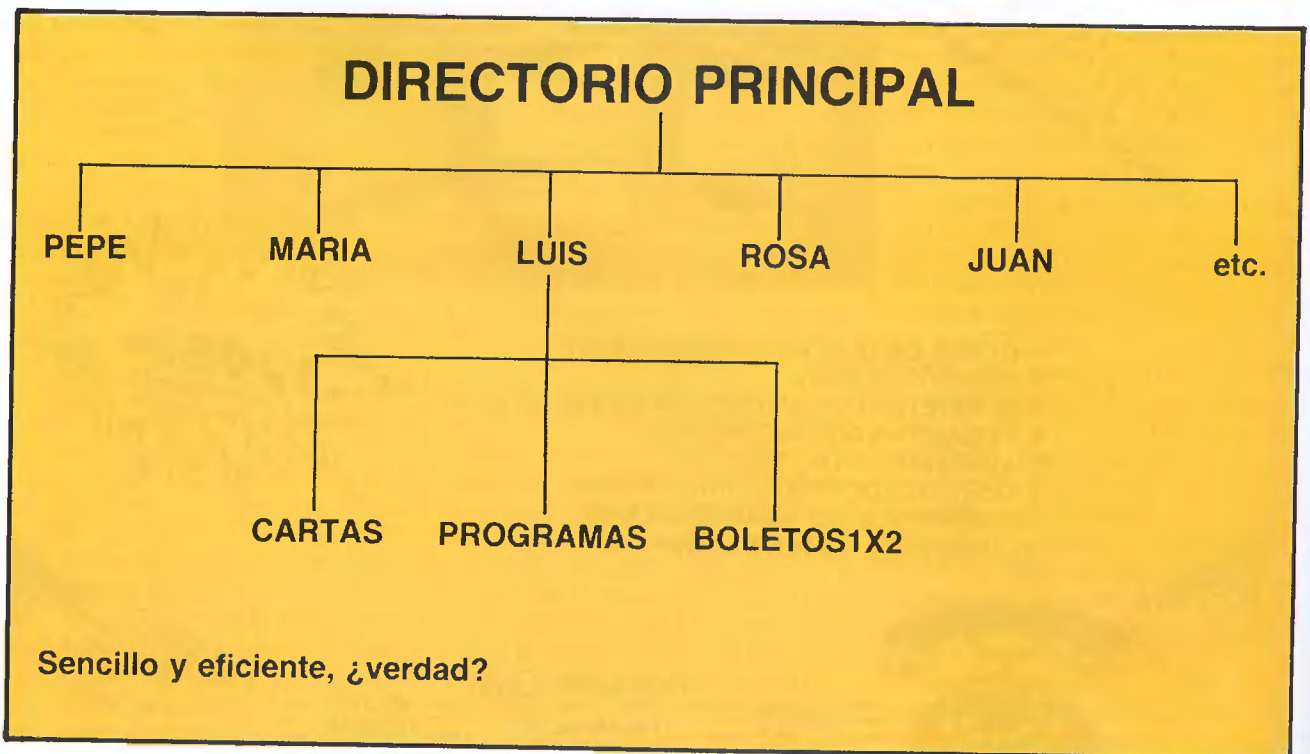 DIRECTORIO PRINCIPAL
PEPE MARIA LUIS ROSA JUAN etc.
CARTAS PROGRAMAS BOLETOS1X2
Sencillo y eficiente, ¿verdad?